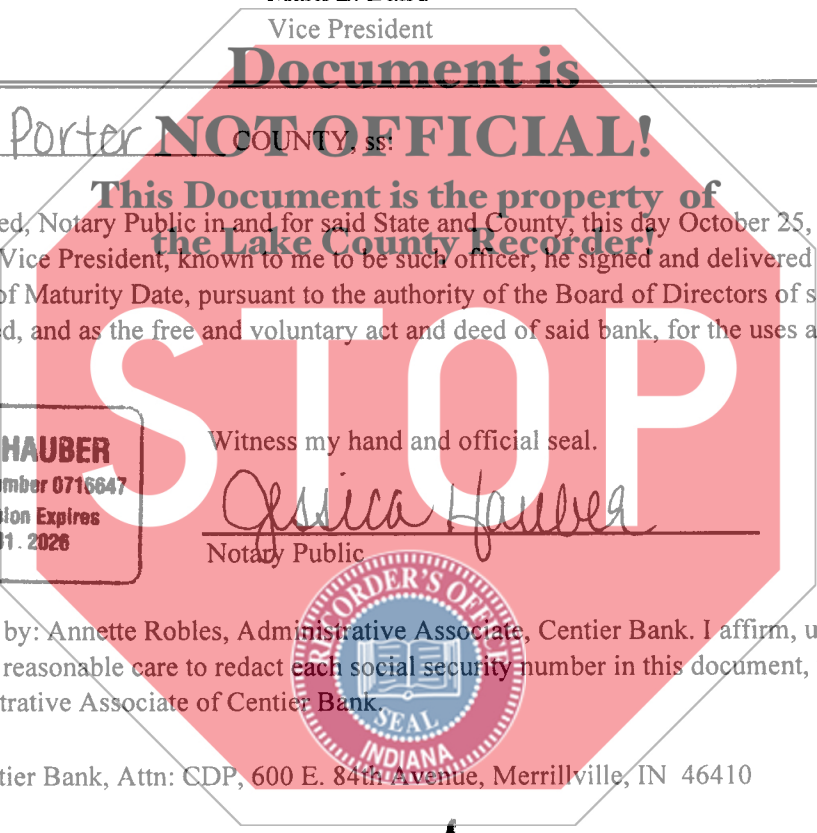 Vice President
Document is
Porter COUNTY, ss:
NOT OFFICIAL!
This Document is the property of
ed, Notary Public in and for said State and County, this day October 25,
the Lake County Recorder!
Vice President, known to me to be such officer, he signed and delivered
of Maturity Date, pursuant to the authority of the Board of Directors of s
ed, and as the free and voluntary act and deed of said bank, for the uses a
STOP
HAUBER
mber 0716647
sion Expires
31, 2026
Witness my hand and official seal.
Jessica Hauber
Notary Public
RECORDER'S OFFICE
SEAL
INDIANA
by: Annette Robles, Administrative Associate, Centier Bank. I affirm, u
reasonable care to redact each social security number in this document,
trative Associate of Centier Bank.
tier Bank, Attn: CDP, 600 E. 84th Avenue, Merrillville, IN 46410